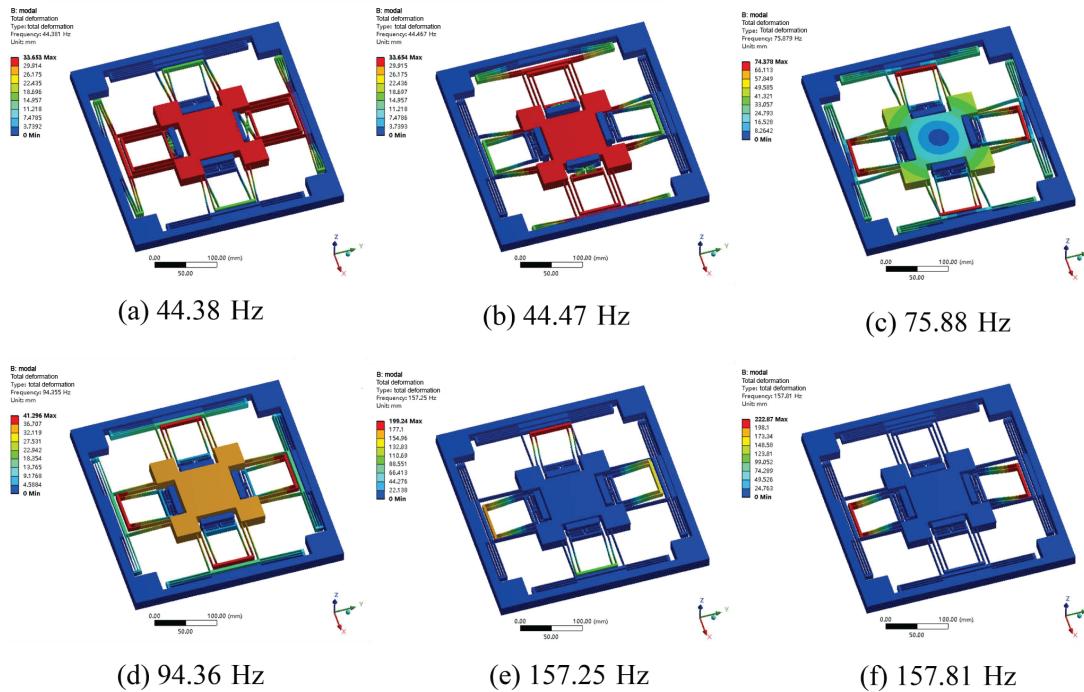 B: modal
Total deformation
Type: total deformation
Frequency: 44.381 Hz
Unit: mm
33.653 Max
29.914
26.175
22.435
18.696
14.957
11.218
7.4785
3.7392
0 Min
0.00
100.00 (mm)
50.00
Z
Y
X
(a) 44.38 Hz
B: modal
Total deformation
Type: total deformation
Frequency: 44.467 Hz
Unit: mm
33.654 Max
29.915
22.436
18.697
14.957
11.218
7.4786
3.7393
0 Min
0.00
100.00 (mm)
50.00
Z
Y
X
(b) 44.47 Hz
B: modal
Total deformation
Type: Total deformation
Frequency: 75.879 Hz
Unit: mm
74.378 Max
66.113
57.849
49.585
41.321
33.057
24.793
16.528
8.2642
0 Min
0.00
100.00 (mm)
50.00
Z
Y
X
(c) 75.88 Hz
B: modal
Total deformation
Type: total deformation
Frequency: 94.355 Hz
Unit: mm
41.296 Max
36.707
32.119
27.531
22.942
18.354
13.765
9.1768
4.5884
0 Min
0.00
100.00 (mm)
50.00
Z
Y
X
(d) 94.36 Hz
B: modal
Total deformation
Type: total deformation
Frequency: 157.25 Hz
Unit: mm
199.24 Max
177.1
154.96
132.83
110.69
88.551
66.413
44.276
22.138
0 Min
0.00
100.00 (mm)
50.00
Z
Y
X
(e) 157.25 Hz
B: modal
Total deformation
Type: total deformation
Frequency: 157.81 Hz
Unit: mm
222.87 Max
198.1
173.34
148.58
123.81
99.052
74.289
49.526
24.763
0 Min
0.00
100.00 (mm)
50.00
Z
Y
X
(f) 157.81 Hz